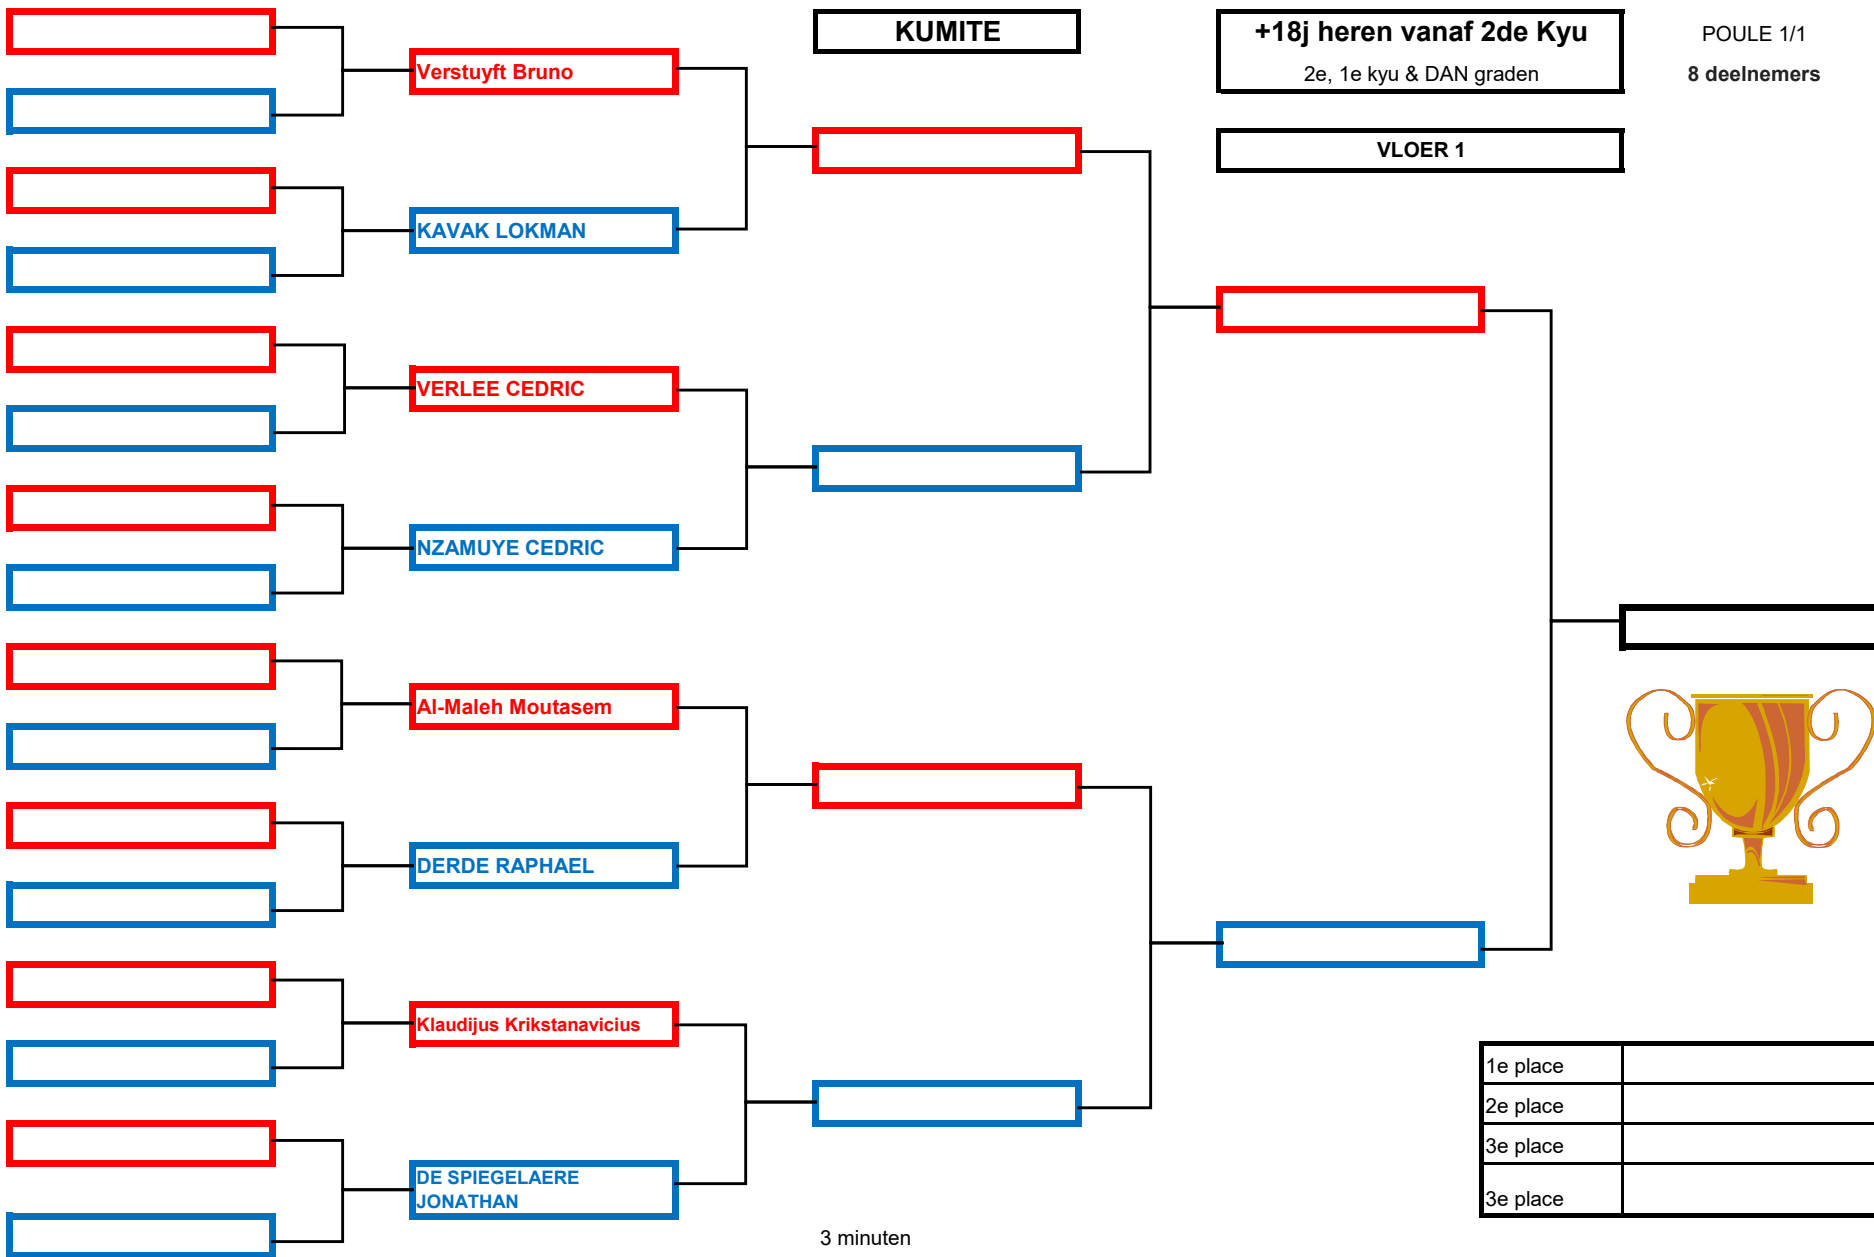 KUMITE
+18j heren vanaf 2de Kyu
2e, 1e kyu & DAN graden
POULE 1/1
8 deelnemers
VLOER 1
Verstuyft Bruno
KAVAK LOKMAN
VERLEE CEDRIC
NZAMUYE CEDRIC
Al-Maleh Moutasem
DERDE RAPHAEL
Klaudijus Krikstanavicius
DE SPIEGELAERE
JONATHAN
1e place
2e place
3e place
3e place
3 minuten